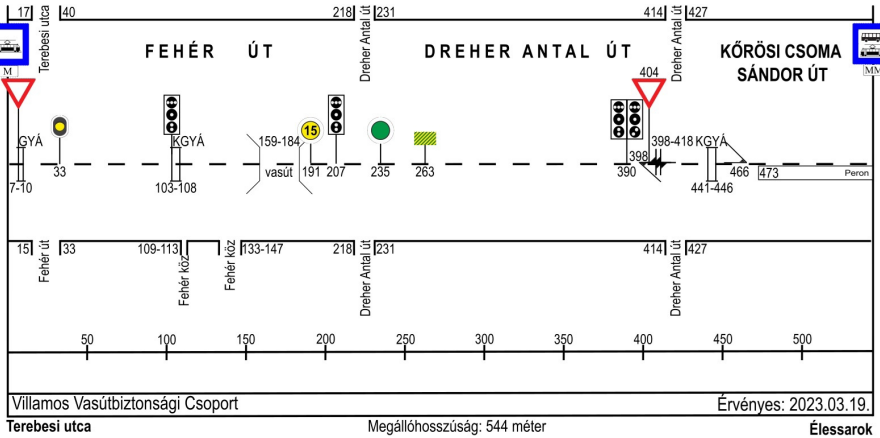 17 40 218 231 414 427
Terebesi utca
Dreher Antal út
Dreher Antal út
FEHÉR ÚT
DREHER ANTAL ÚT
KŐRÖSI CSOMA
SÁNDOR ÚT
M
MM
404
15
GYÁ
KGYÁ
159-184
398-418 KGYÁ
398
7-10
33
103-108
vasút
191
207
235
263
390
441-446
466
473
Peron
15 33 109-113 133-147 218 231 414 427
Fehér út
Fehér köz
Fehér köz
Dreher Antal út
Dreher Antal út
50 100 150 200 250 300 350 400 450 500
Villamos Vasútbiztonsági Csoport
Érvényes: 2023.03.19.
Terebesi utca
Megállóhosszúság: 544 méter
Élessarok